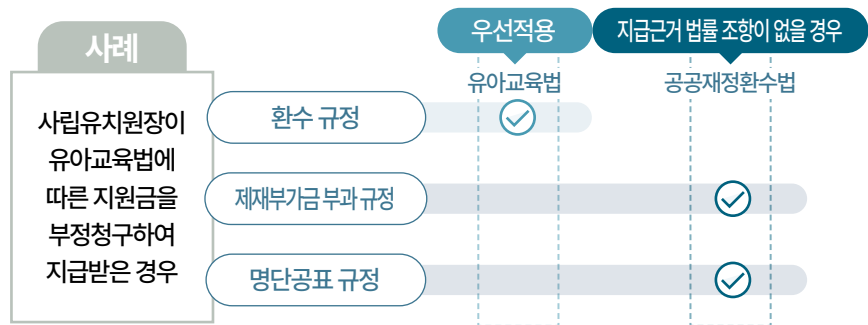 사례
우선적용
지급근거 법률 조항이 없을 경우
유아교육법
공공재정환수법
사립유치원장이
유아교육법에
따른 지원금을
부정청구하여
지급받은 경우
환수 규정
제재부가금 부과 규정
명단공표 규정